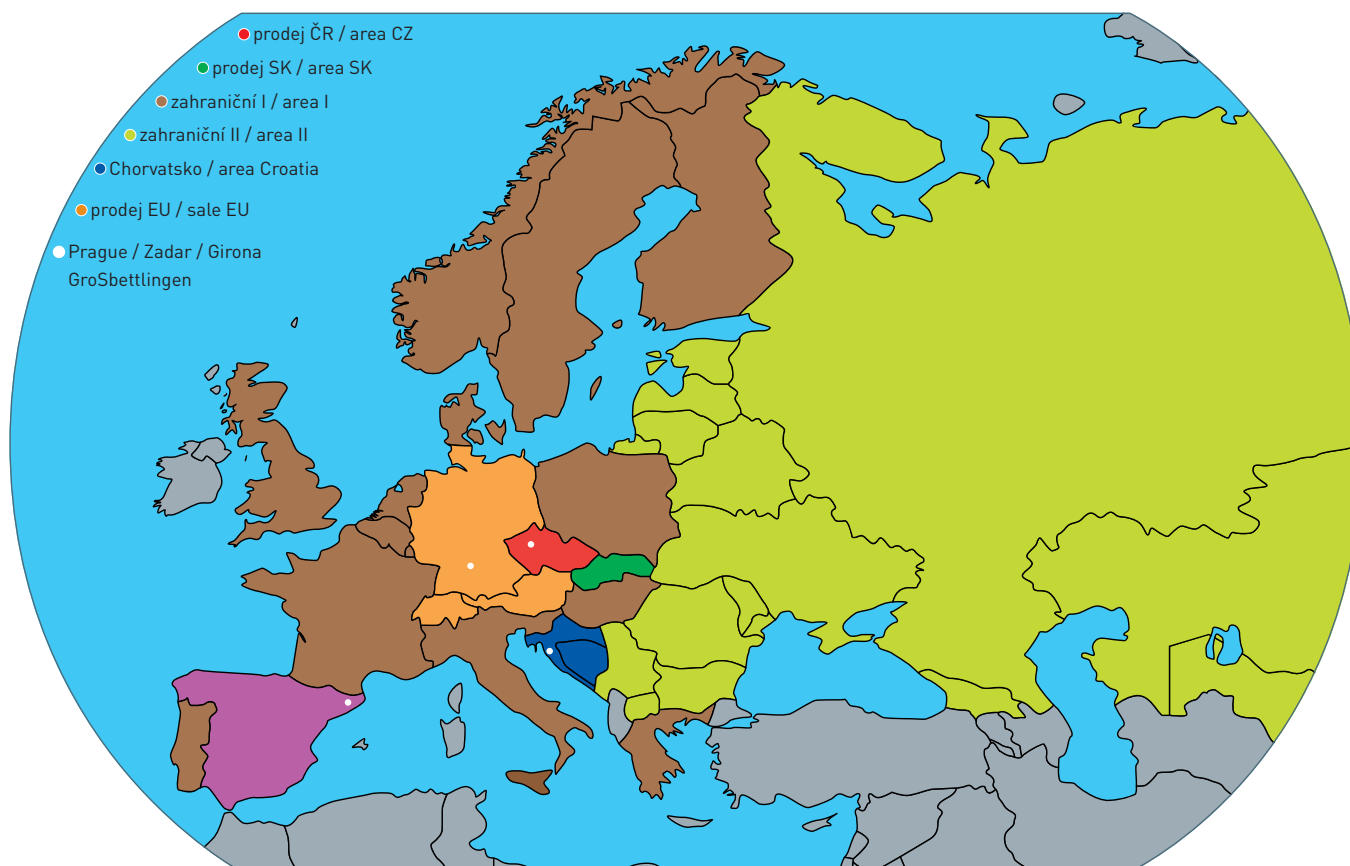 prodej ČR / area CZ
prodej SK / area SK
zahraniční I / area I
zahraniční II / area II
Chorvatsko / area Croatia
prodej EU / sale EU
Prague / Zadar / Girona
GroSbettlingen